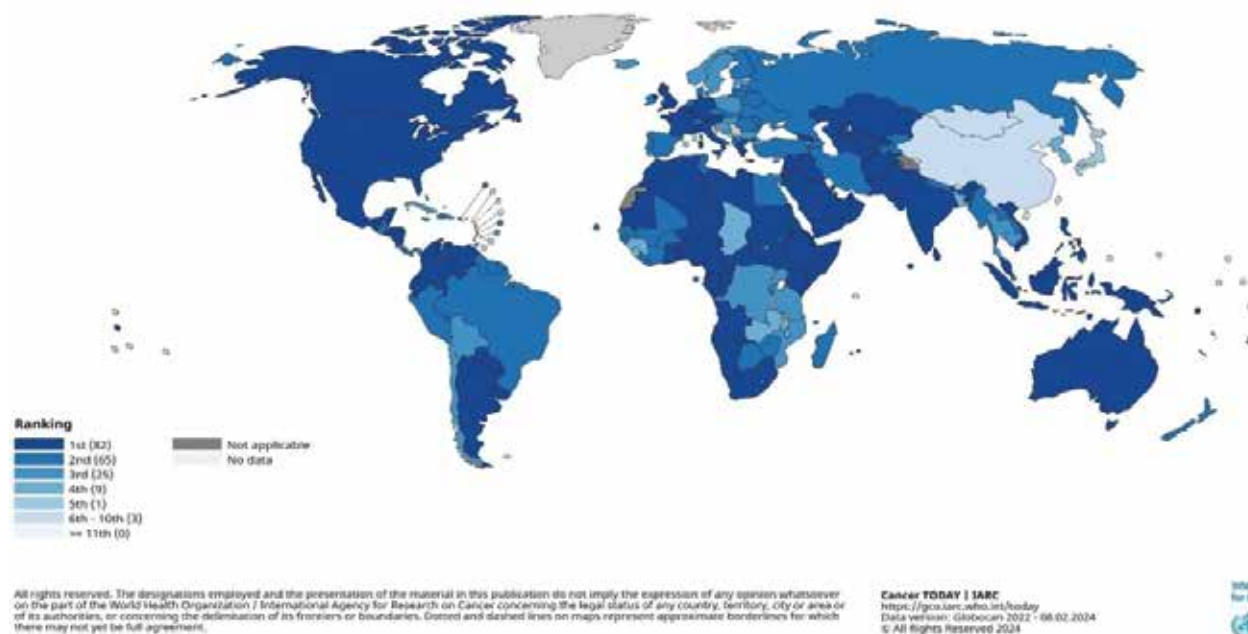 Ranking
1st (82)
2nd (65)
3rd (25)
4th (9)
5th (1)
6th - 10th (3)
>= 11th (0)
Not applicable
No data
All rights reserved. The designations employed and the presentation of the material in this publication do not imply the expression of any opinion whatsoever
on the part of the World Health Organization / International Agency for Research on Cancer concerning the legal status of any country, territory, city or area or
of its authorities, or concerning the delimitation of its frontiers or boundaries. Dotted and dashed lines on maps represent approximate borderlines for which
there may not yet be full agreement.
Cancer TODAY | IARC
https://gco.iarc.who.int/today
Data version: Globocan 2022 - 08.02.2024
© All Rights Reserved 2024